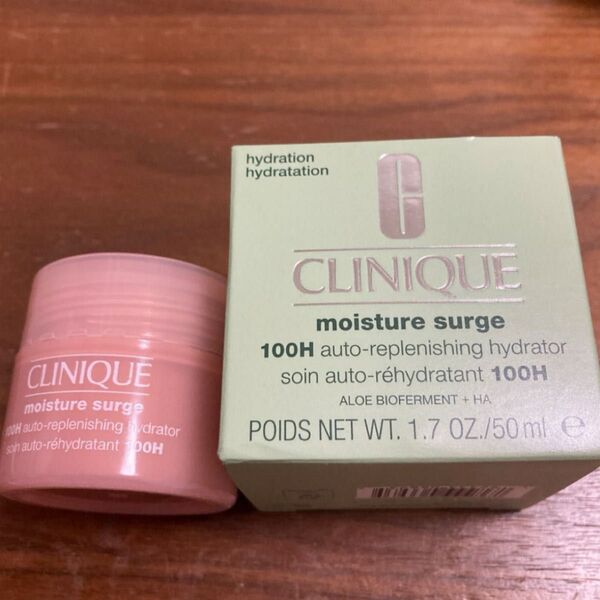 hydration
hydratation
CLINIQUE
moisture surge
100H auto-replenishing hydrator
soin auto-réhydratant 100H
ALOE BIOFERMENT + HA
POIDS NET WT. 1.7 OZ./50 ml ℮
CLINIQUE
moisture surge
100H auto-replenishing hydrator
soin auto-réhydratant 100H